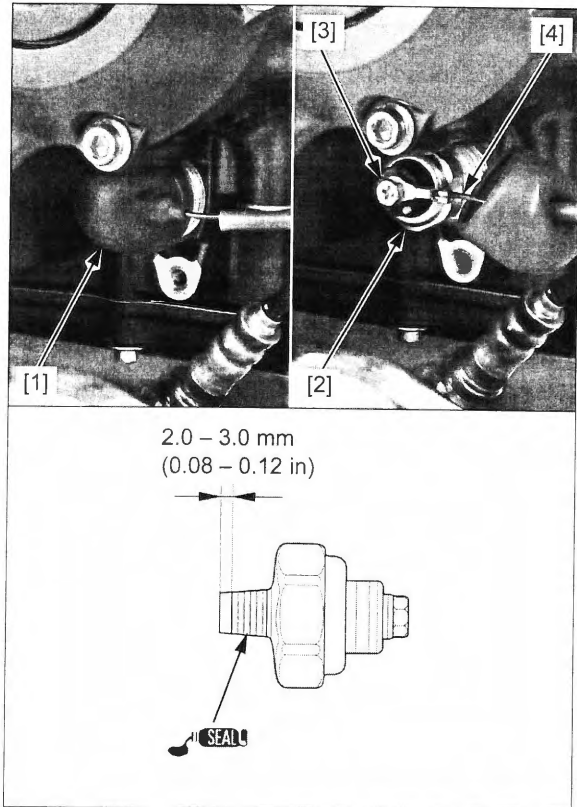 [3]
[4]
[1]
[2]
2.0 – 3.0 mm
(0.08 – 0.12 in)
SEAL